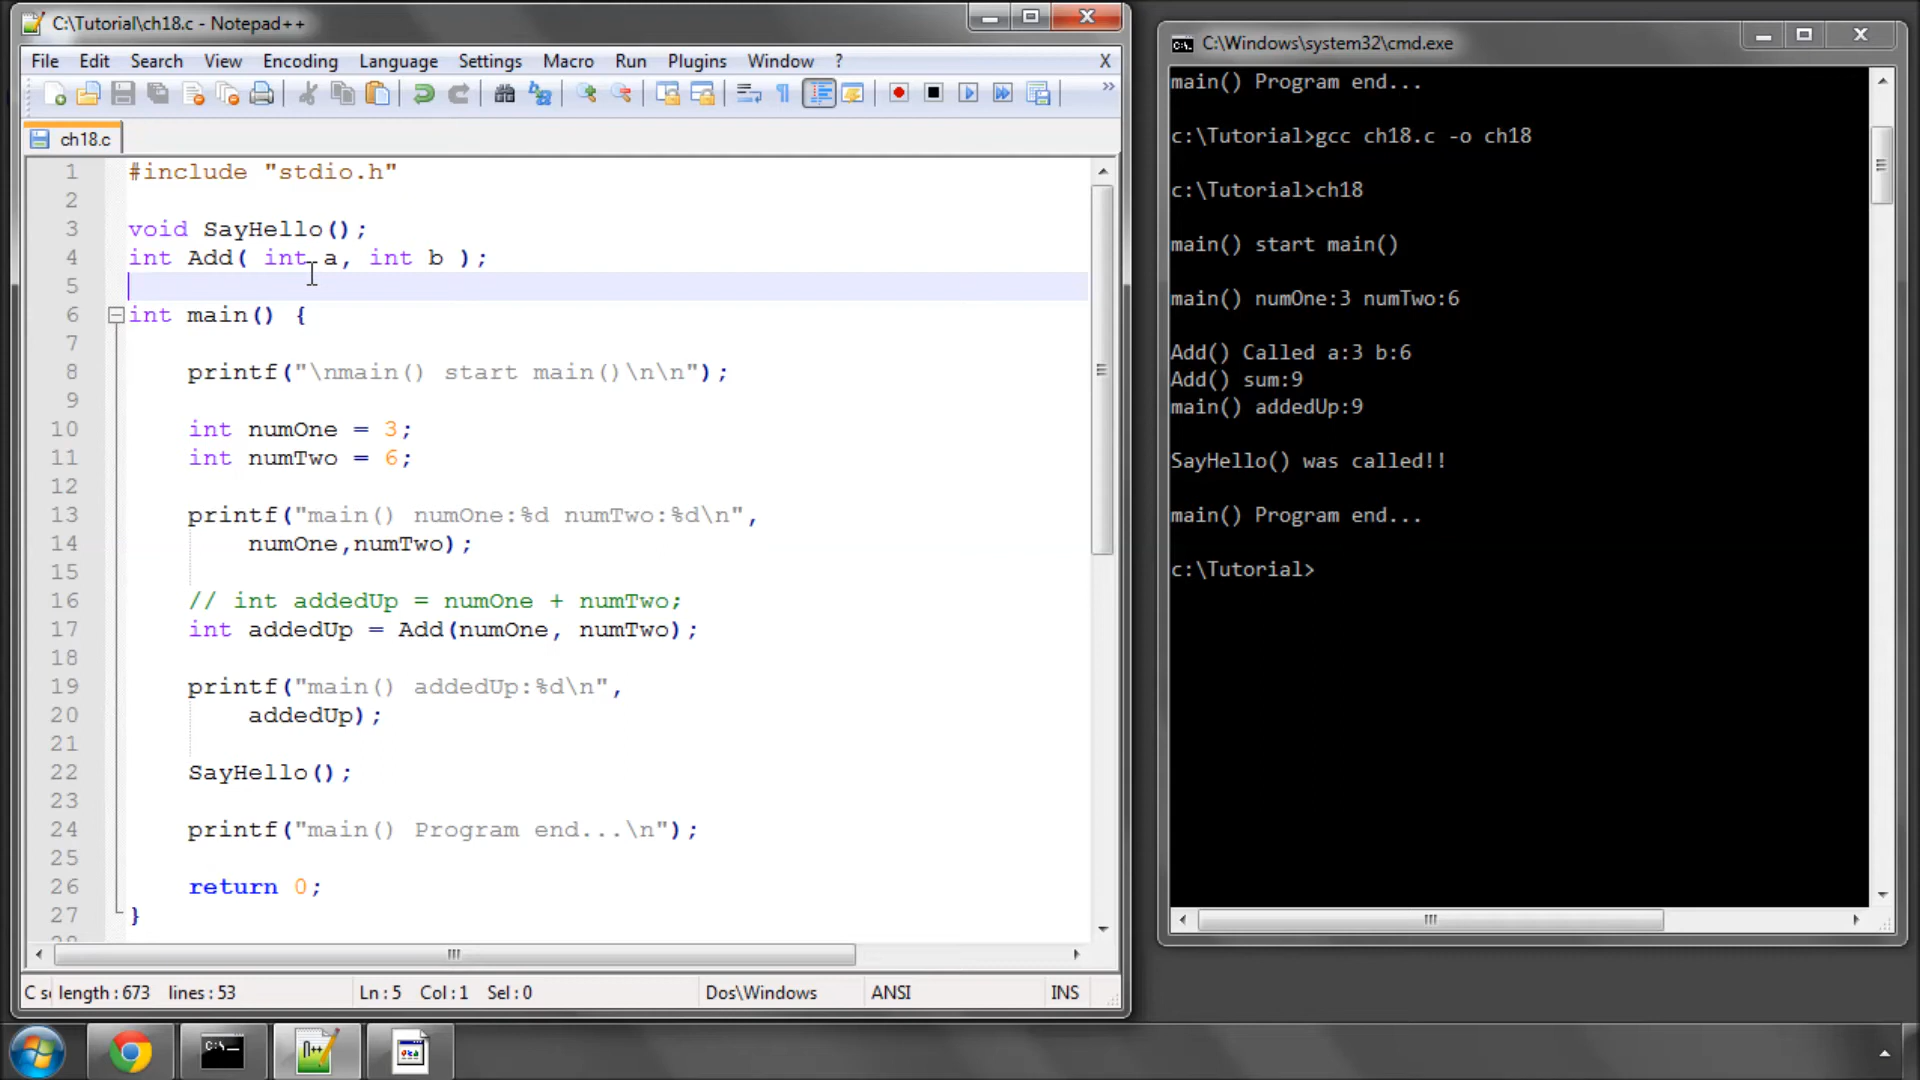 C:\Tutorial\ch18.c - Notepad++
File Edit Search View Encoding Language Settings Macro Run Plugins Window ? X
ch18.c
1 #include "stdio.h"
2
3 void SayHello();
4 int Add( int a, int b );
5
6 int main() {
7
8 printf("\nmain() start main()\n\n");
9
10 int numOne = 3;
11 int numTwo = 6;
12
13 printf("main() numOne:%d numTwo:%d\n",
14 numOne,numTwo);
15
16 // int addedUp = numOne + numTwo;
17 int addedUp = Add(numOne, numTwo);
18
19 printf("main() addedUp:%d\n",
20 addedUp);
21
22 SayHello();
23
24 printf("main() Program end...\n");
25
26 return 0;
27 }
C s length : 673 lines : 53 Ln : 5 Col : 1 Sel : 0 Dos\Windows ANSI INS
C:\Windows\system32\cmd.exe
main() Program end...
c:\Tutorial>gcc ch18.c -o ch18
c:\Tutorial>ch18
main() start main()
main() numOne:3 numTwo:6
Add() Called a:3 b:6
Add() sum:9
main() addedUp:9
SayHello() was called!!
main() Program end...
c:\Tutorial>